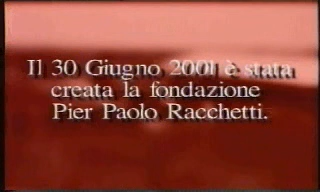 Il 30 Giugno 2001 è stata
creata la fondazione
Pier Paolo Racchetti.